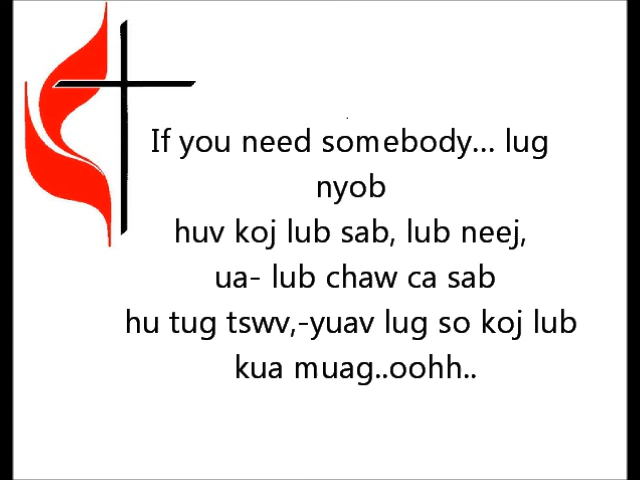 If you need somebody... lug
nyob
huv koj lub sab, lub neej,
ua- lub chaw ca sab
hu tug tswv,-yuav lug so koj lub
kua muag..oohh..